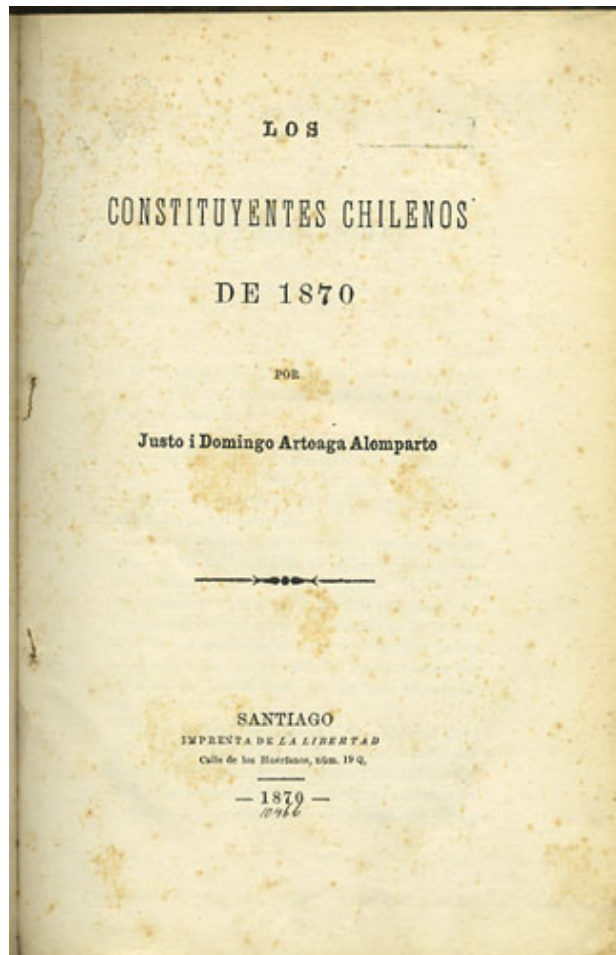 LOS
CONSTITUYENTES CHILENOS
DE 1870
POR
Justo i Domingo Arteaga Alemparte
SANTIAGO
IMPRENTA DE LA LIBERTAD
Calle de los Huerfanos, núm. 19 Q.
— 1870 —
10466